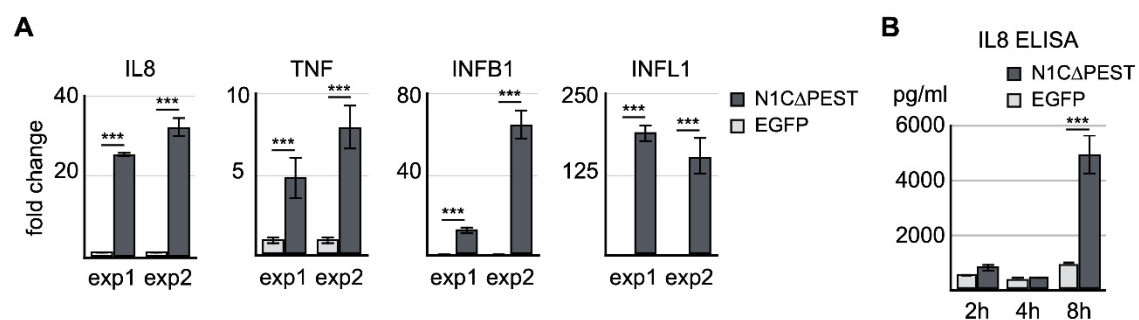 A
IL8
40
20
fold change
***
***
exp1 exp2
TNF
10
5
***
***
exp1 exp2
INFB1
80
40
***
***
exp1 exp2
INFL1
250
125
***
***
exp1 exp2
N1CΔPEST
EGFP
B
IL8 ELISA
N1CΔPEST
EGFP
pg/ml
6000
4000
2000
***
2h 4h 8h